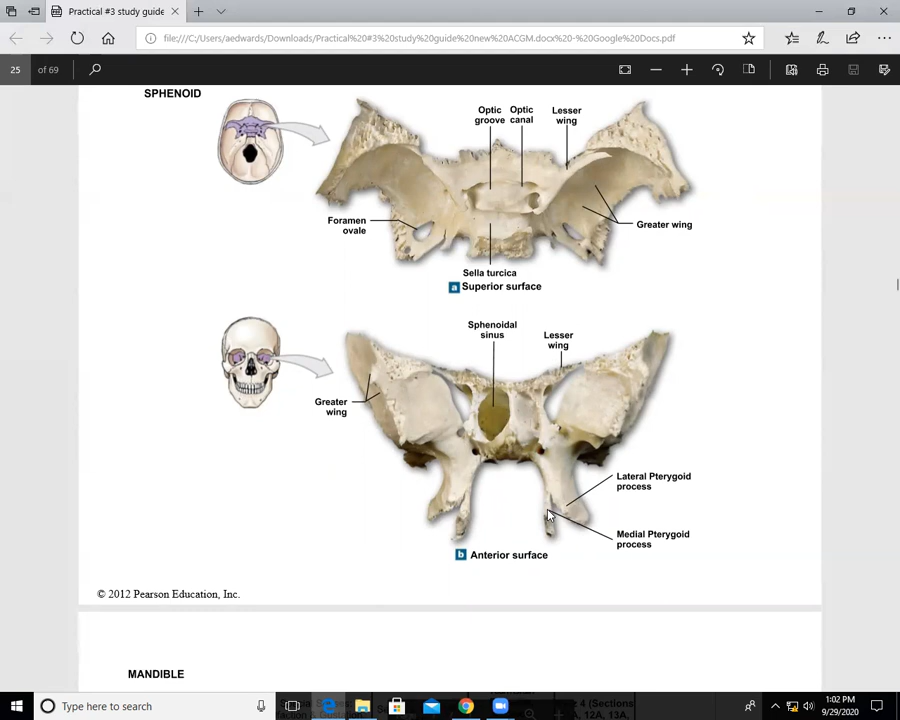 Practical #3 study guide
file:///C:/Users/aedwards/Downloads/Practical%20#3%20study%20guide%20new%20ACGM.docx%20-%20Google%20Docs.pdf
25 of 69
SPHENOID
Optic
groove
Optic
canal
Lesser
wing
Foramen
ovale
Greater wing
Sella turcica
a Superior surface
Sphenoidal
sinus
Lesser
wing
Greater
wing
Lateral Pterygoid
process
Medial Pterygoid
process
b Anterior surface
© 2012 Pearson Education, Inc.
MANDIBLE
Type here to search
1:02 PM
9/29/2020